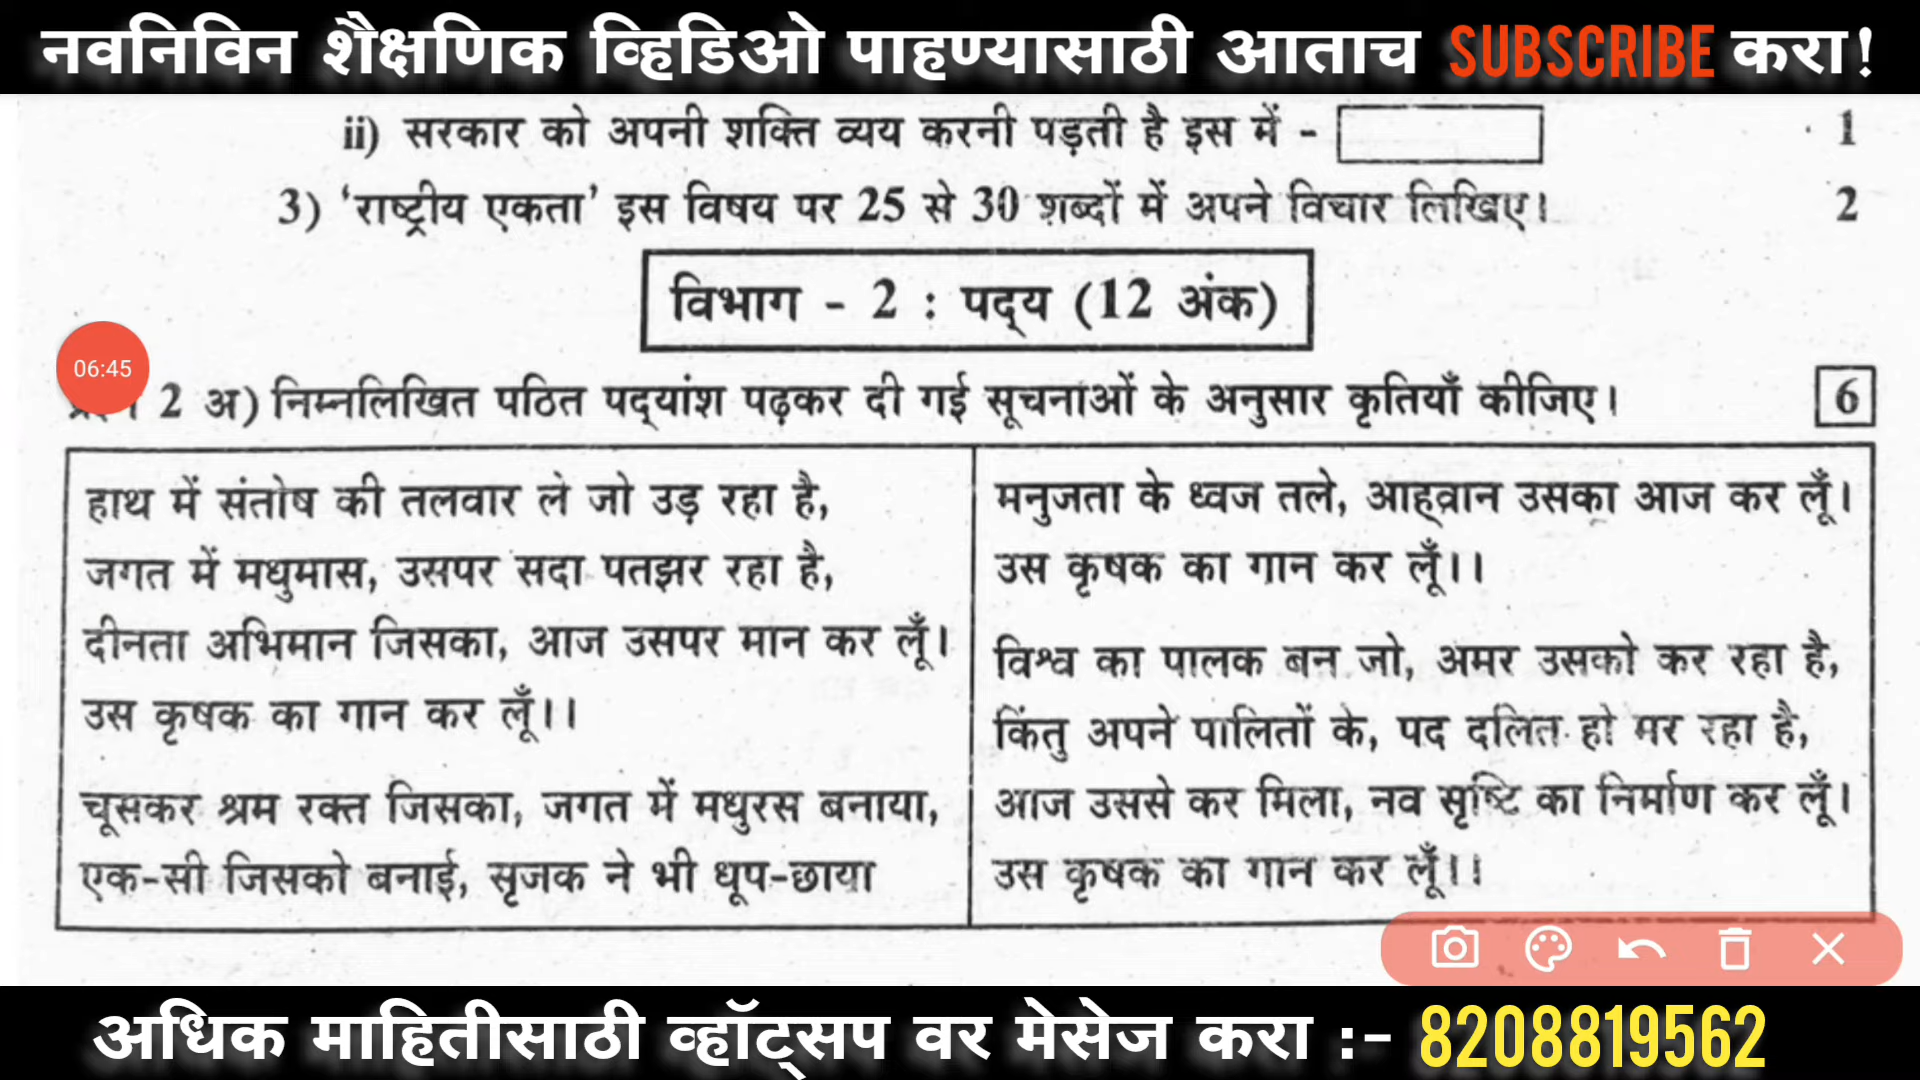 नवनिविन शैक्षणिक व्हिडिओ पाहण्यासाठी आताच SUBSCRIBE करा!
ii) सरकार को अपनी शक्ति व्यय करनी पड़ती है इस में - 1
3) 'राष्ट्रीय एकता' इस विषय पर 25 से 30 शब्दों में अपने विचार लिखिए। 2
विभाग - 2 : पद्य (12 अंक)
06:45
2 अ) निम्नलिखित पठित पद्यांश पढ़कर दी गई सूचनाओं के अनुसार कृतियाँ कीजिए। 6
हाथ में संतोष की तलवार ले जो उड़ रहा है,
जगत में मधुमास, उसपर सदा पतझर रहा है,
दीनता अभिमान जिसका, आज उसपर मान कर लूँ।
उस कृषक का गान कर लूँ।।
चूसकर श्रम रक्त जिसका, जगत में मधुरस बनाया,
एक-सी जिसको बनाई, सृजक ने भी धूप-छाया
मनुजता के ध्वज तले, आह्वान उसका आज कर लूँ।
उस कृषक का गान कर लूँ।।
विश्व का पालक बन जो, अमर उसको कर रहा है,
किंतु अपने पालितों के, पद दलित हो मर रहा है,
आज उससे कर मिला, नव सृष्टि का निर्माण कर लूँ।
उस कृषक का गान कर लूँ।।
अधिक माहितीसाठी व्हॉट्सप वर मेसेज करा :- 8208819562